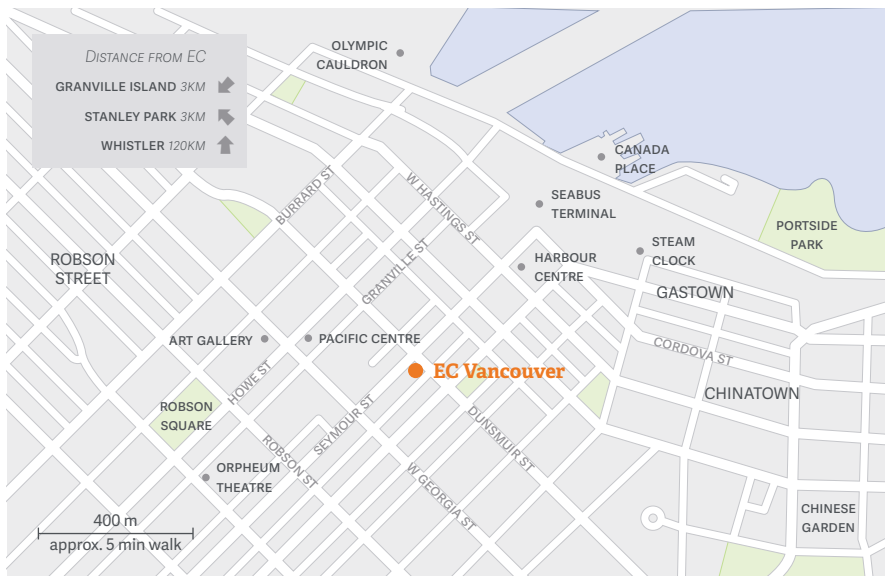 DISTANCE FROM EC
GRANVILLE ISLAND 3KM
STANLEY PARK 3KM
WHISTLER 120KM
OLYMPIC
CAULDRON
CANADA
PLACE
SEABUS
TERMINAL
PORTSIDE
PARK
BURRARD ST
W HASTINGS ST
STEAM
CLOCK
HARBOUR
CENTRE
ROBSON
STREET
GRANVILLE ST
GASTOWN
ART GALLERY
PACIFIC CENTRE
CORDOVA ST
EC Vancouver
HOWE ST
CHINATOWN
ROBSON
SQUARE
SEYMOUR ST
DUNSMUIR ST
ROBSON ST
ORPHEUM
THEATRE
W GEORGIA ST
CHINESE
GARDEN
400 m
approx. 5 min walk